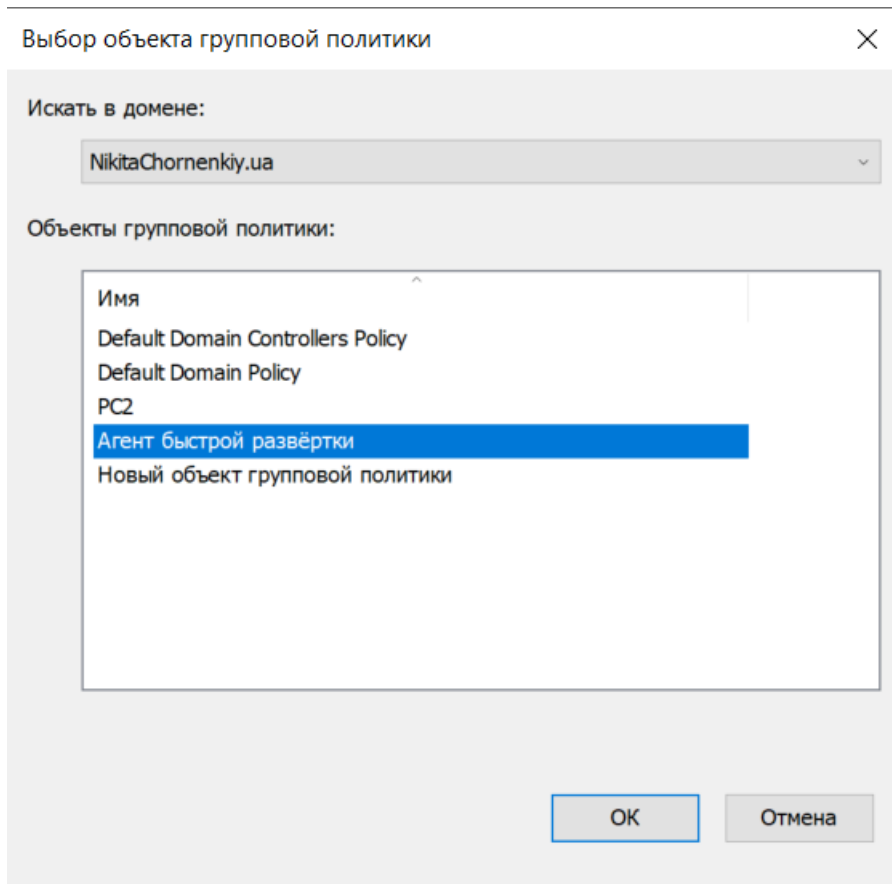 Выбор объекта групповой политики
Искать в домене:
NikitaChornenkiy.ua
Объекты групповой политики:
Имя
Default Domain Controllers Policy
Default Domain Policy
PC2
Агент быстрой развёртки
Новый объект групповой политики
ОК Отмена